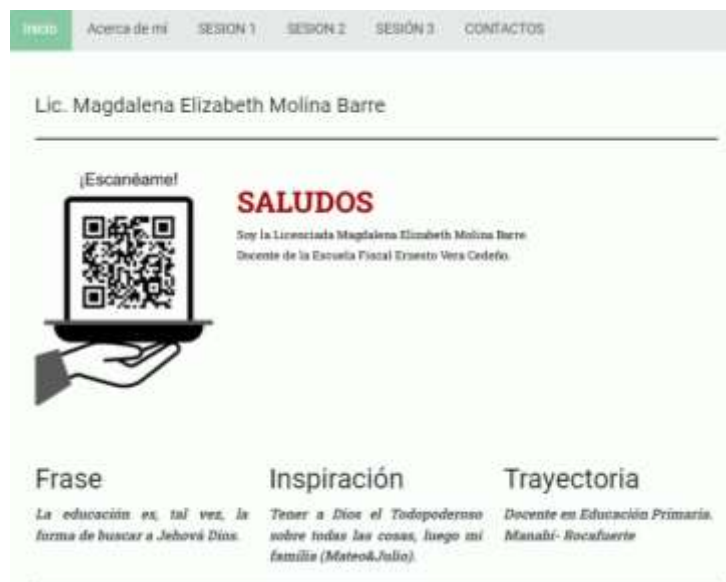 Inicio Acerca de mí SESION 1 SESION 2 SESIÓN 3 CONTACTOS
Lic. Magdalena Elizabeth Molina Barre
¡Escanéame!
SALUDOS
Soy la Licenciada Magdalena Elizabeth Molina Barre
Docente de la Escuela Fiscal Ernesto Vera Cedeño.
Frase
La educación es, tal vez, la
forma de buscar a Jehová Dios.
Inspiración
Tener a Dios el Todopoderoso
sobre todas las cosas, luego mi
familia (Mateo&Julio).
Trayectoria
Docente en Educación Primaria.
Manabí- Rocafuerte